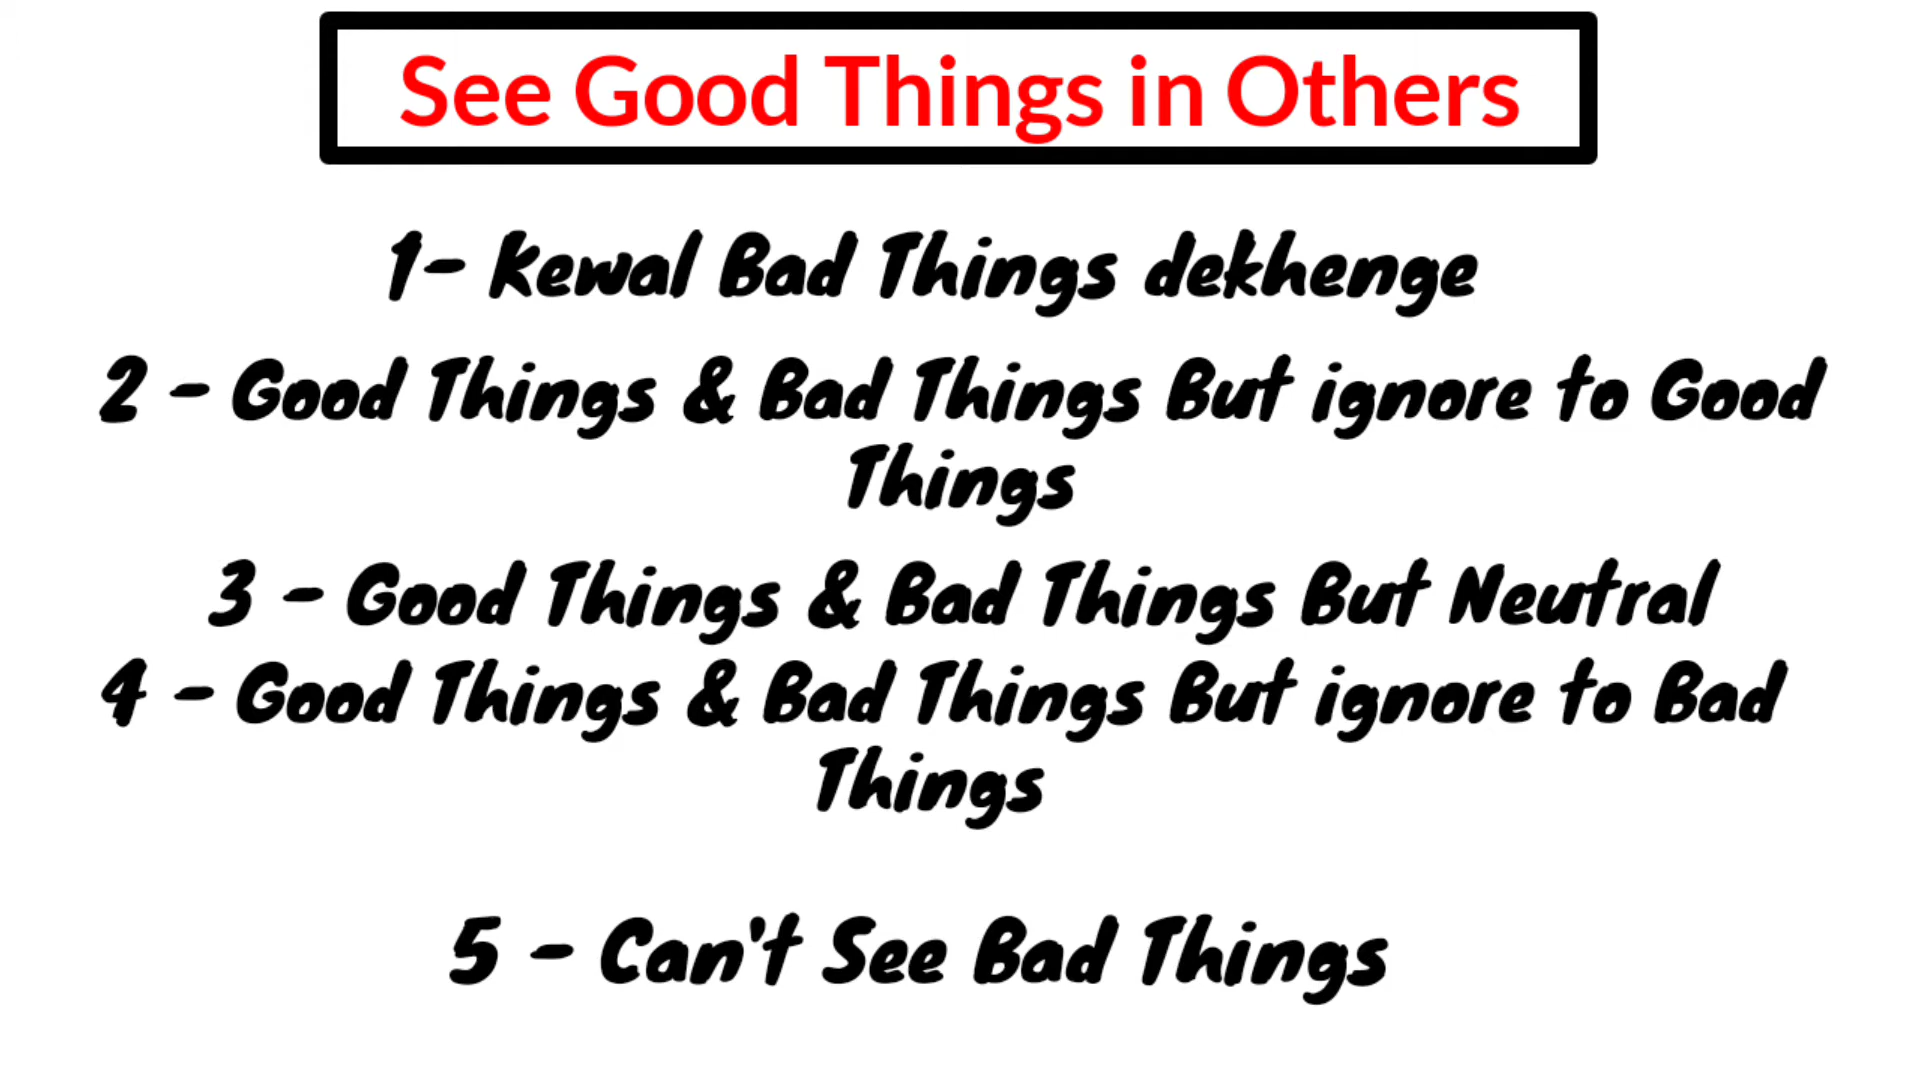 See Good Things in Others
1- Kewal Bad Things dekhenge
2 - Good Things & Bad Things But ignore to Good
Things
3 - Good Things & Bad Things But Neutral
4 - Good Things & Bad Things But ignore to Bad
Things
5 - Can't See Bad Things